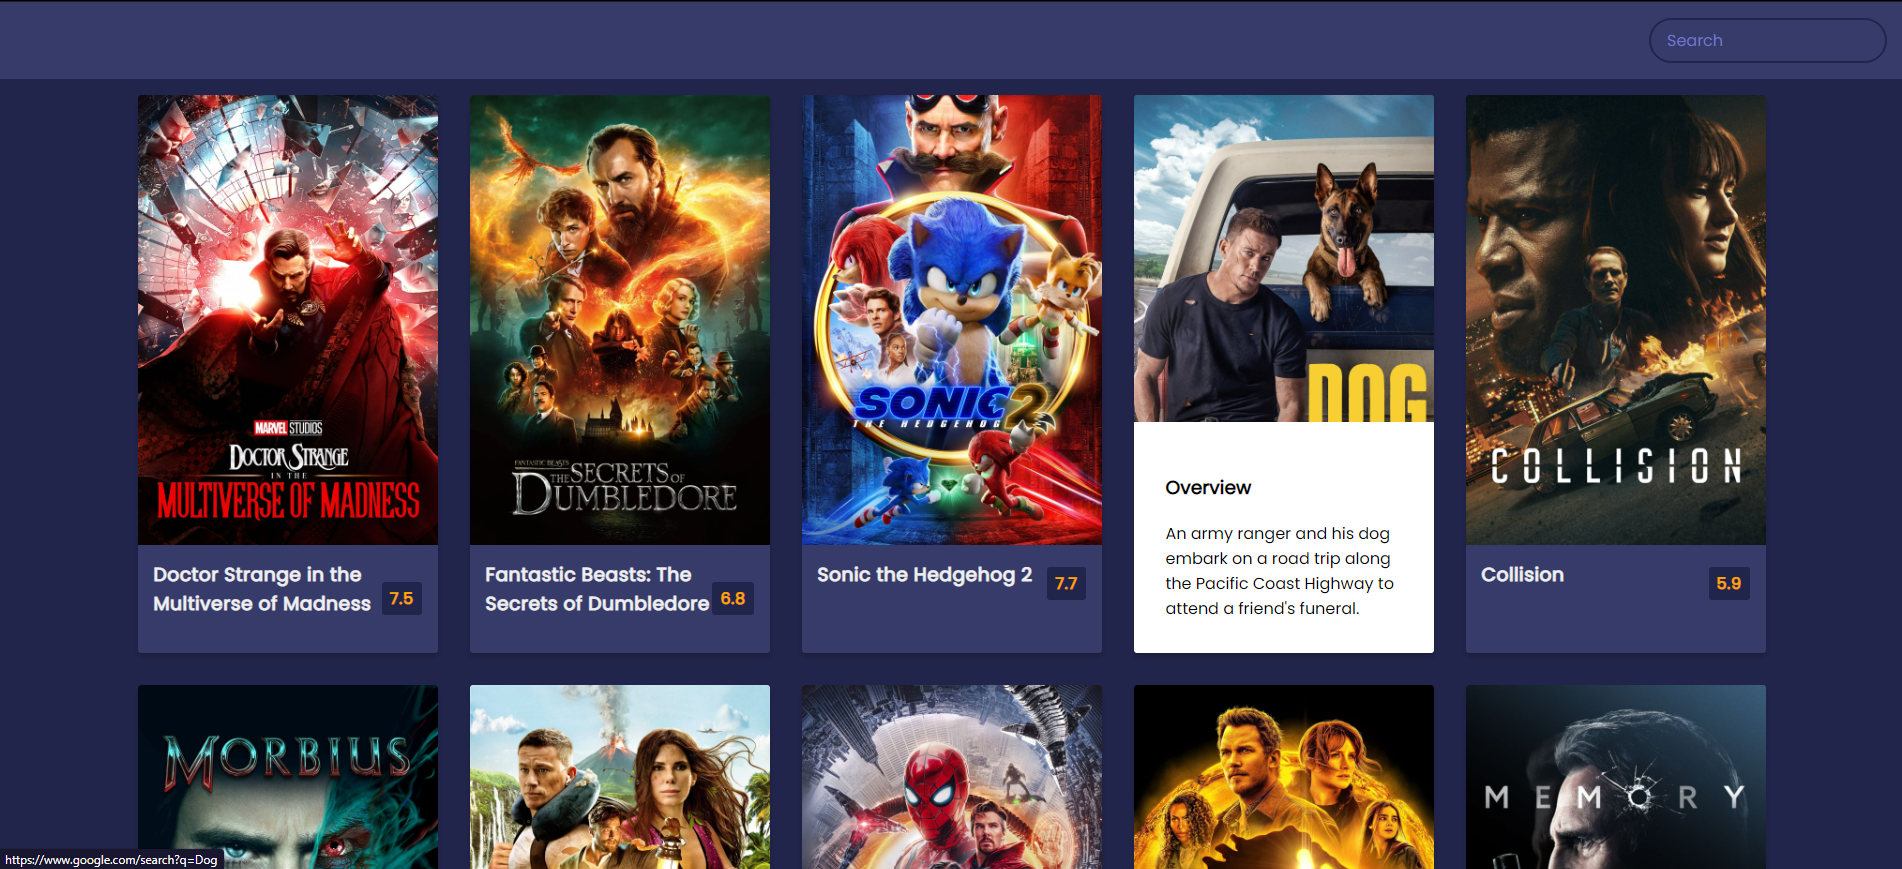 Search
MARVEL STUDIOS
DOCTOR STRANGE
IN THE
MULTIVERSE OF MADNESS
Doctor Strange in the
Multiverse of Madness
7.5
FANTASTIC BEASTS
THE SECRETS OF
DUMBLEDORE
Fantastic Beasts: The
Secrets of Dumbledore
6.8
SONIC 2
THE HEDGEHOG
Sonic the Hedgehog 2
7.7
DOG
Overview
An army ranger and his dog
embark on a road trip along
the Pacific Coast Highway to
attend a friend's funeral.
COLLISION
Collision
5.9
MORBIUS
MEMORY
https://www.google.com/search?q=Dog